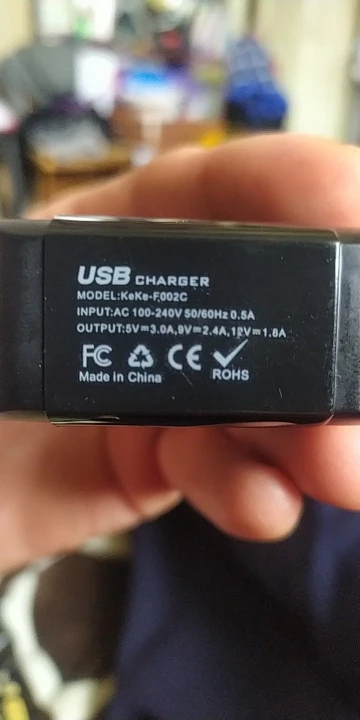 USB CHARGER
MODEL:KeKe-F002C
INPUT:AC 100-240V 50/60Hz 0.5A
OUTPUT:5V=3.0A,9V=2.4A,12V=1.8A
FC CE ROHS
Made in China